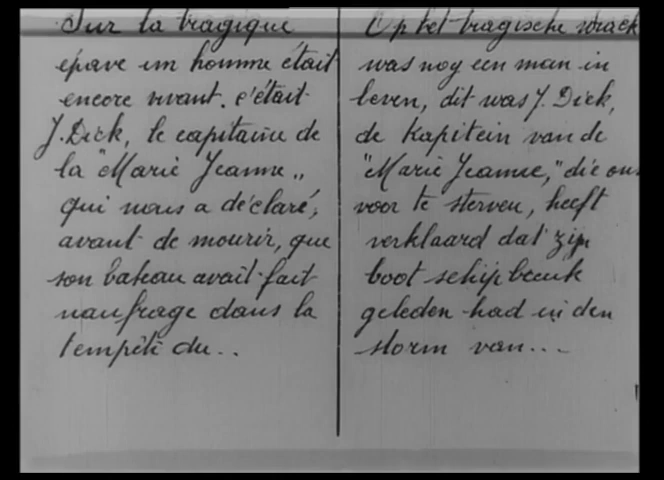 Sur la tragique
épave un homme était
encore vivant. c'était
J. Dick, le capitaine de
la "Marie Jeanne„
qui nous a déclaré,
avant de mourir, que
son bateau avait fait
naufrage dans la
tempête du..
Op het tragische wrack
was nog een man in
leven, dit was J. Dick,
de Kapitein van de
"Marie Jeanne," die ons
voor te sterven, heeft
verklaard dat zijn
boot schipbreuk
geleden had in den
storm van...